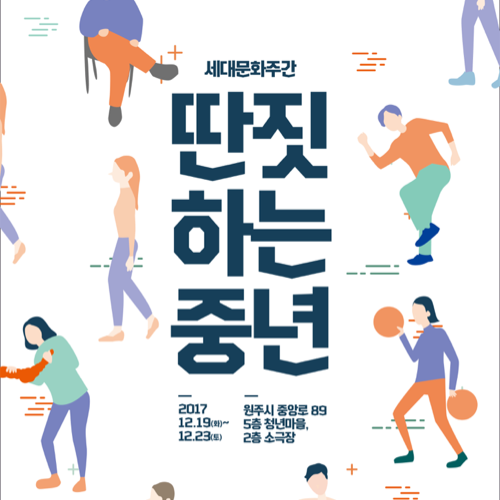 세대문화주간
딴짓
하는
중년
2017
12.19(화)~
12.23(토)
원주시 중앙로 89
5층 청년마을,
2층 소극장